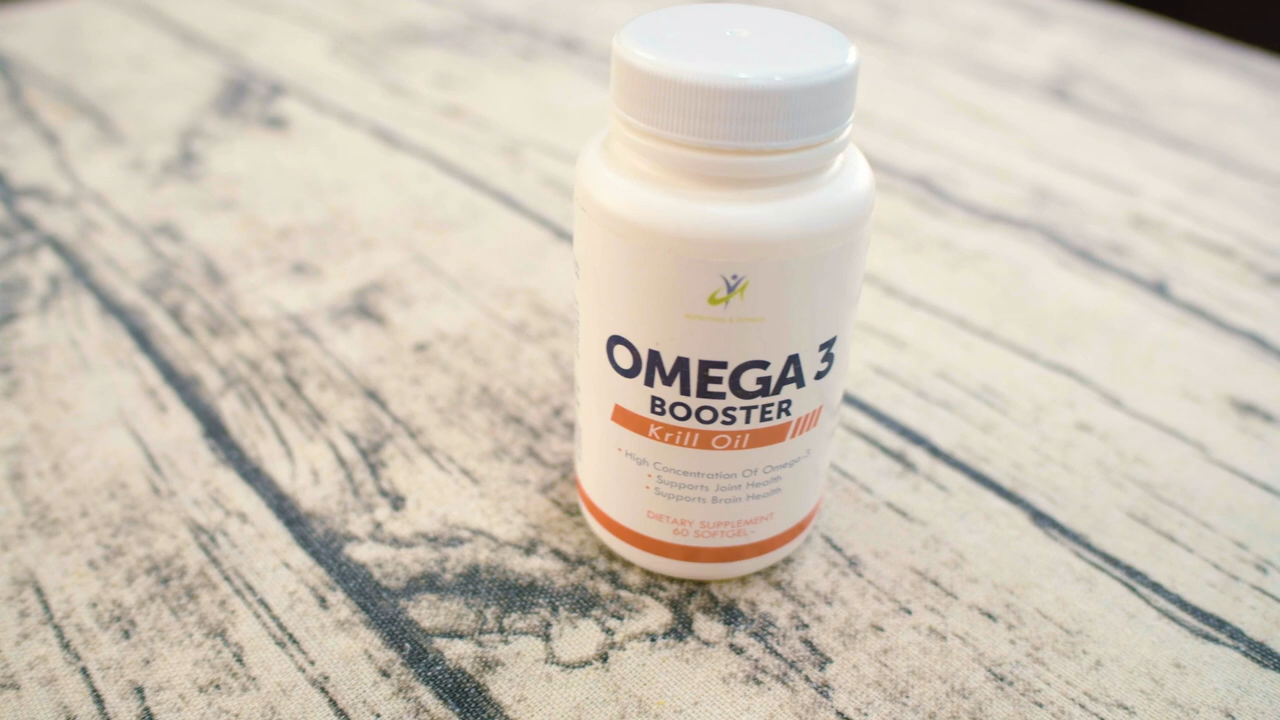 OMEGA 3
BOOSTER
Krill Oil
• High Concentration Of Omega-3
• Supports Joint Health
• Supports Brain Health
DIETARY SUPPLEMENT
60 SOFTGEL